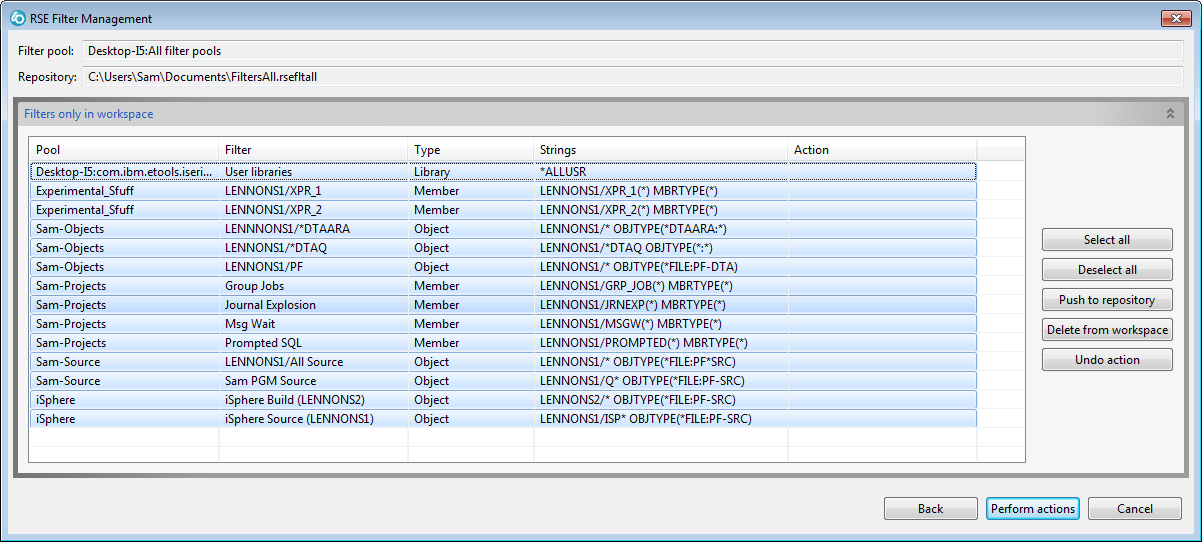 RSE Filter Management
Filter pool: Desktop-I5:All filter pools
Repository: C:\Users\Sam\Documents\FiltersAll.rsefltall
Filters only in workspace
Pool Filter Type Strings Action
Desktop-I5:com.ibm.etools.iseri... User libraries Library *ALLUSR
Experimental_Sfuff LENNONS1/XPR_1 Member LENNONS1/XPR_1(*) MBRTYPE(*)
Experimental_Sfuff LENNONS1/XPR_2 Member LENNONS1/XPR_2(*) MBRTYPE(*)
Sam-Objects LENNNONS1/*DTAARA Object LENNONS1/* OBJTYPE(*DTAARA:*)
Sam-Objects LENNONS1/*DTAQ Object LENNONS1/*DTAQ OBJTYPE(*:*)
Sam-Objects LENNONS1/PF Object LENNONS1/* OBJTYPE(*FILE:PF-DTA)
Sam-Projects Group Jobs Member LENNONS1/GRP_JOB(*) MBRTYPE(*)
Sam-Projects Journal Explosion Member LENNONS1/JRNEXP(*) MBRTYPE(*)
Sam-Projects Msg Wait Member LENNONS1/MSGW(*) MBRTYPE(*)
Sam-Projects Prompted SQL Member LENNONS1/PROMPTED(*) MBRTYPE(*)
Sam-Source LENNONS1/All Source Object LENNONS1/* OBJTYPE(*FILE:PF*SRC)
Sam-Source Sam PGM Source Object LENNONS1/Q* OBJTYPE(*FILE:PF-SRC)
iSphere iSphere Build (LENNONS2) Object LENNONS2/* OBJTYPE(*FILE:PF-SRC)
iSphere iSphere Source (LENNONS1) Object LENNONS1/ISP* OBJTYPE(*FILE:PF-SRC)
Select all
Deselect all
Push to repository
Delete from workspace
Undo action
Back Perform actions Cancel